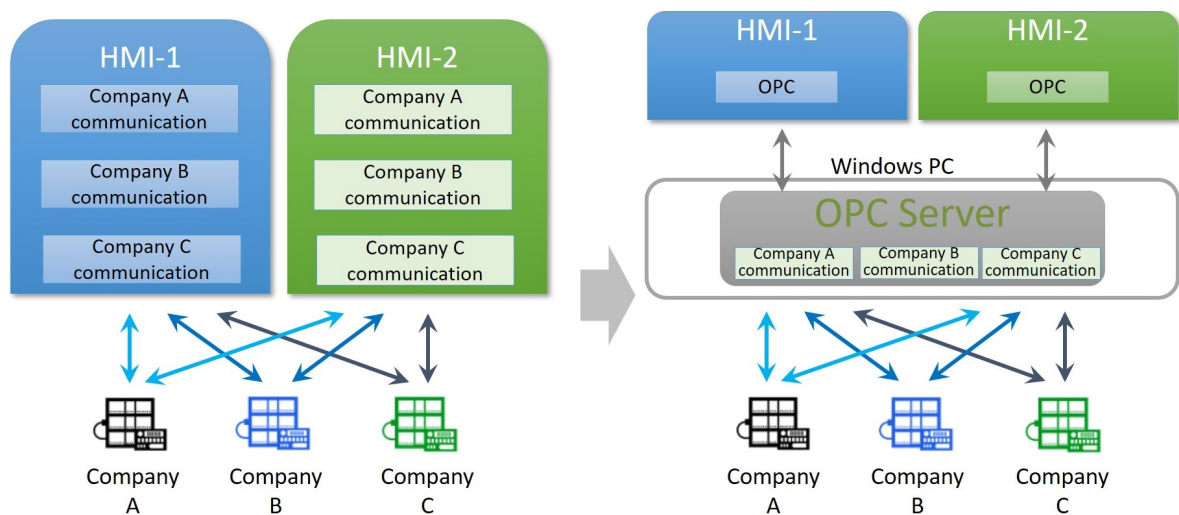 HMI-1
Company A
communication
Company B
communication
Company C
communication
HMI-2
Company A
communication
Company B
communication
Company C
communication
Company
A
Company
B
Company
C
HMI-1
OPC
HMI-2
OPC
Windows PC
OPC Server
Company A
communication
Company B
communication
Company C
communication
Company
A
Company
B
Company
C